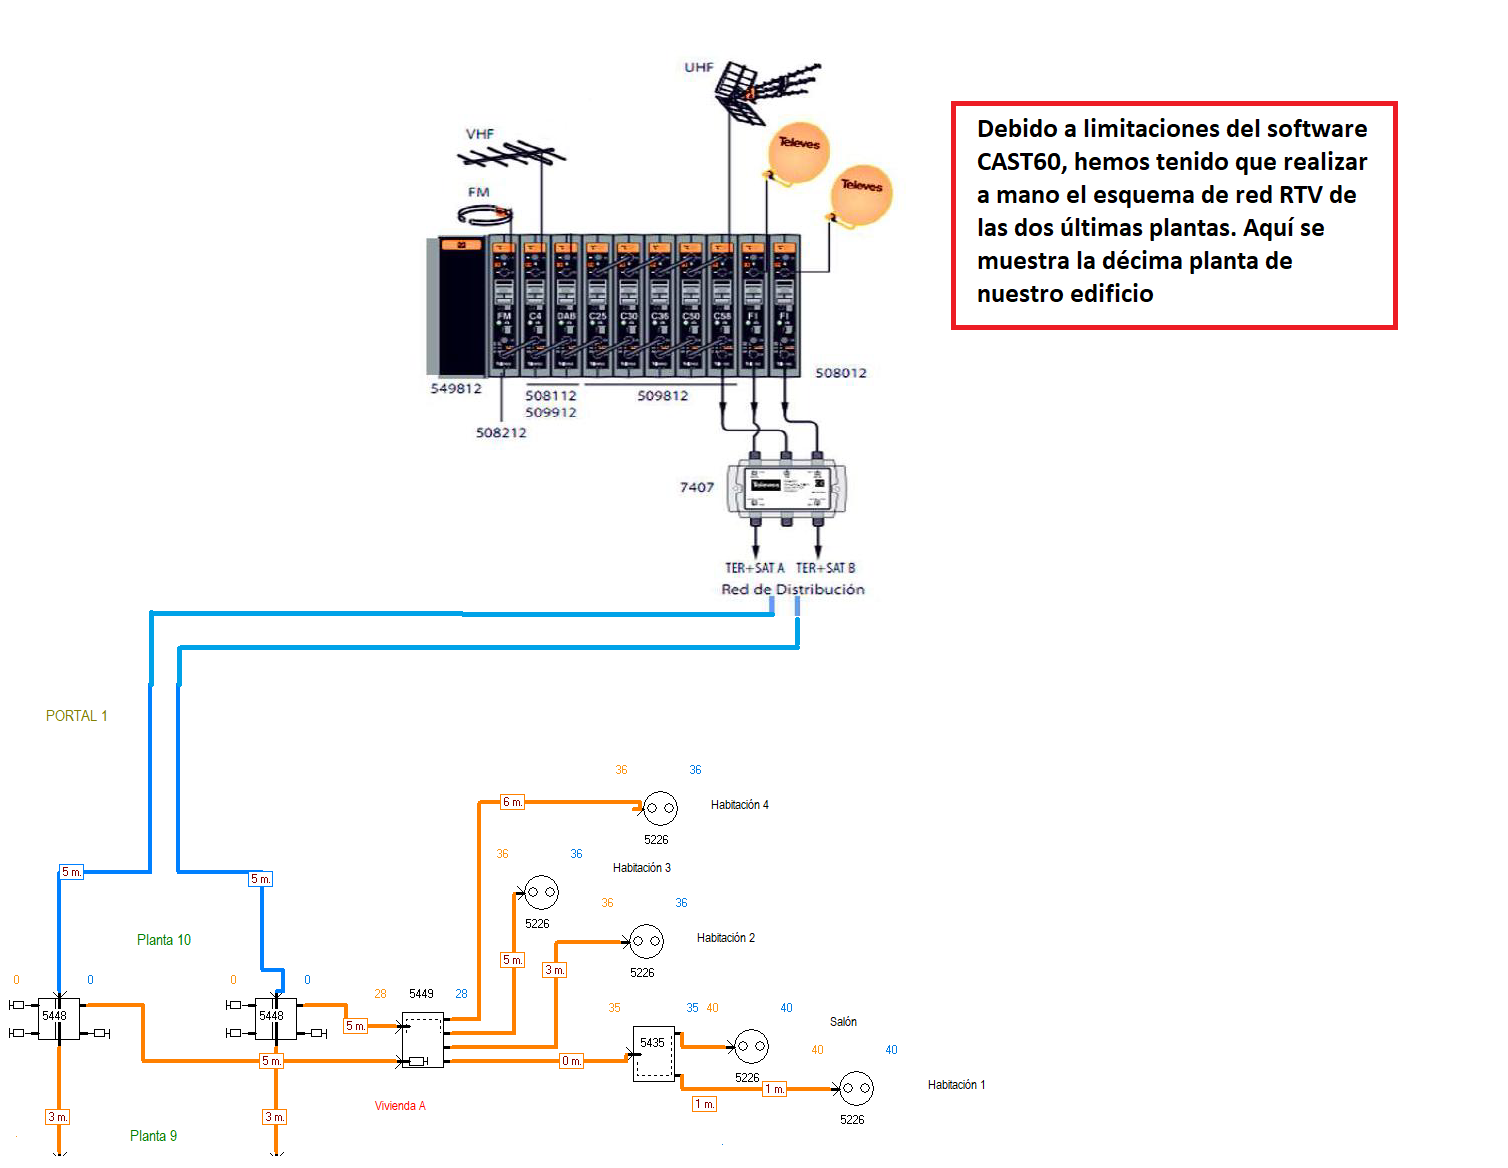 UHF
VHF
Televes
Televes
FM
Debido a limitaciones del software
CAST60, hemos tenido que realizar
a mano el esquema de red RTV de
las dos últimas plantas. Aquí se
muestra la décima planta de
nuestro edificio
FM C4 DAB C25 C30 C36 C50 C58 FI FI
549812
508112
509912
509812
508012
508212
7407
Televes
TER+SAT A TER+SAT B
Red de Distribución
PORTAL 1
36 36
6 m.
Habitación 4
5226
36 36
Habitación 3
5 m.
5 m.
5226
36 36
Planta 10
Habitación 2
5 m.
3 m.
5226
0 0
0 0
28 5449 28
35 35 40 40
5448
5448
5 m.
Salón
5435
40 40
5 m.
0 m.
5226
1 m.
Habitación 1
3 m.
3 m.
Vivienda A
1 m.
5226
Planta 9